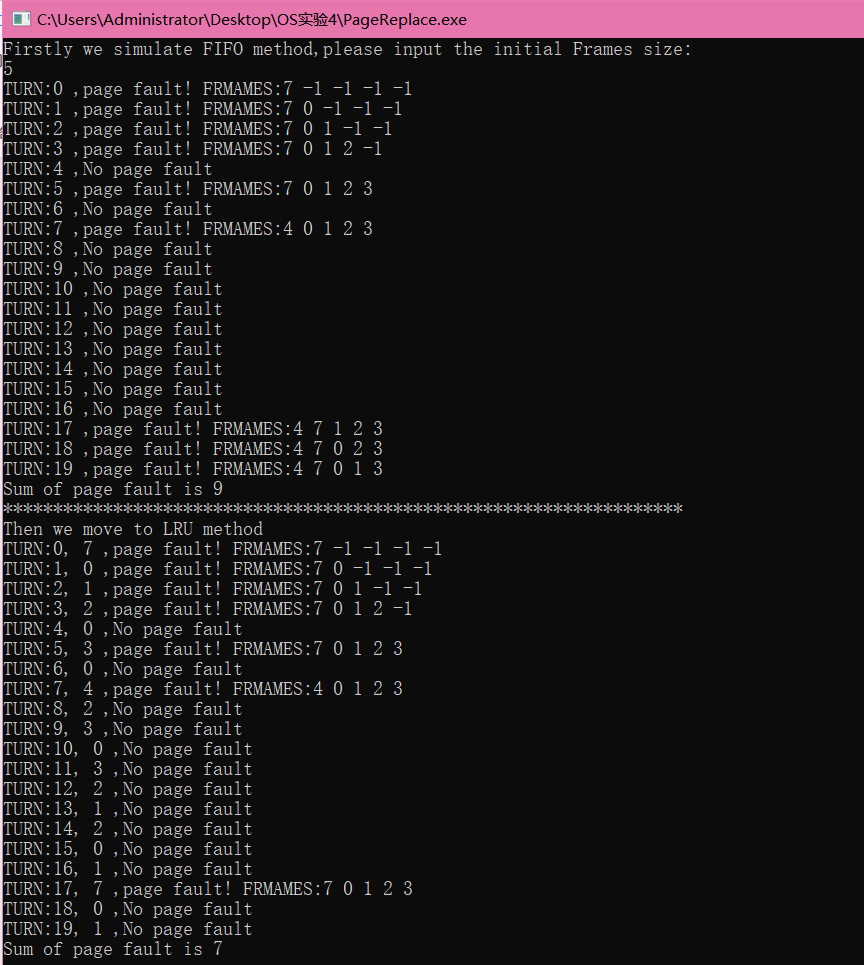 C:\Users\Administrator\Desktop\OS实验4\PageReplace.exe
Firstly we simulate FIFO method,please input the initial Frames size:
5
TURN:0 ,page fault! FRMAMES:7 -1 -1 -1 -1
TURN:1 ,page fault! FRMAMES:7 0 -1 -1 -1
TURN:2 ,page fault! FRMAMES:7 0 1 -1 -1
TURN:3 ,page fault! FRMAMES:7 0 1 2 -1
TURN:4 ,No page fault
TURN:5 ,page fault! FRMAMES:7 0 1 2 3
TURN:6 ,No page fault
TURN:7 ,page fault! FRMAMES:4 0 1 2 3
TURN:8 ,No page fault
TURN:9 ,No page fault
TURN:10 ,No page fault
TURN:11 ,No page fault
TURN:12 ,No page fault
TURN:13 ,No page fault
TURN:14 ,No page fault
TURN:15 ,No page fault
TURN:16 ,No page fault
TURN:17 ,page fault! FRMAMES:4 7 1 2 3
TURN:18 ,page fault! FRMAMES:4 7 0 2 3
TURN:19 ,page fault! FRMAMES:4 7 0 1 3
Sum of page fault is 9
********************************************************************
Then we move to LRU method
TURN:0, 7 ,page fault! FRMAMES:7 -1 -1 -1 -1
TURN:1, 0 ,page fault! FRMAMES:7 0 -1 -1 -1
TURN:2, 1 ,page fault! FRMAMES:7 0 1 -1 -1
TURN:3, 2 ,page fault! FRMAMES:7 0 1 2 -1
TURN:4, 0 ,No page fault
TURN:5, 3 ,page fault! FRMAMES:7 0 1 2 3
TURN:6, 0 ,No page fault
TURN:7, 4 ,page fault! FRMAMES:4 0 1 2 3
TURN:8, 2 ,No page fault
TURN:9, 3 ,No page fault
TURN:10, 0 ,No page fault
TURN:11, 3 ,No page fault
TURN:12, 2 ,No page fault
TURN:13, 1 ,No page fault
TURN:14, 2 ,No page fault
TURN:15, 0 ,No page fault
TURN:16, 1 ,No page fault
TURN:17, 7 ,page fault! FRMAMES:7 0 1 2 3
TURN:18, 0 ,No page fault
TURN:19, 1 ,No page fault
Sum of page fault is 7